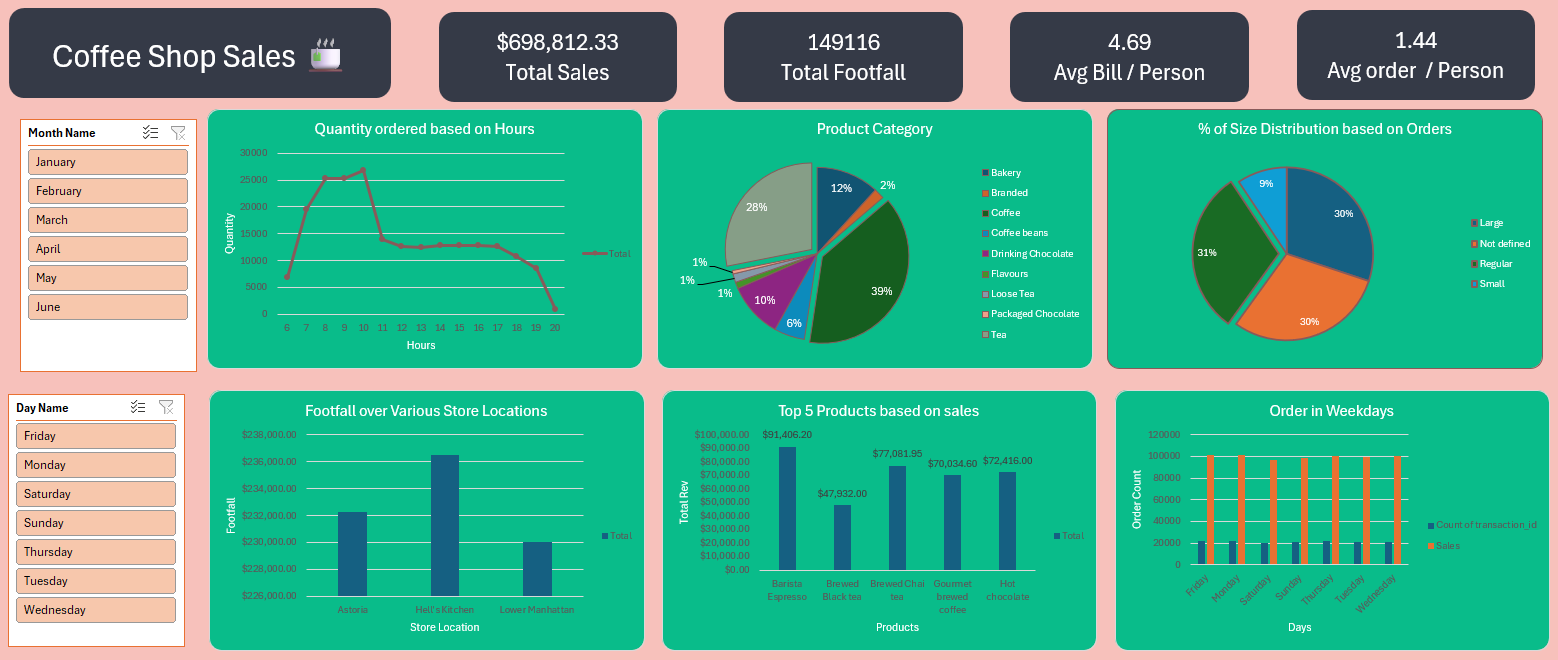 Coffee Shop Sales
$698,812.33
Total Sales
149116
Total Footfall
4.69
Avg Bill / Person
1.44
Avg order / Person
Month Name
January
February
March
April
May
June
Quantity ordered based on Hours
30000
25000
20000
15000
10000
5000
0
Quantity
6 7 8 9 10 11 12 13 14 15 16 17 18 19 20
Hours
Total
Product Category
12%
2%
39%
6%
10%
1%
1%
1%
28%
Bakery
Branded
Coffee
Coffee beans
Drinking Chocolate
Flavours
Loose Tea
Packaged Chocolate
Tea
% of Size Distribution based on Orders
9%
30%
31%
30%
Large
Not defined
Regular
Small
Day Name
Friday
Monday
Saturday
Sunday
Thursday
Tuesday
Wednesday
Footfall over Various Store Locations
$238,000.00
$236,000.00
$234,000.00
$232,000.00
$230,000.00
$228,000.00
$226,000.00
Footfall
Astoria Hell's Kitchen Lower Manhattan
Store Location
Total
Top 5 Products based on sales
$100,000.00
$90,000.00
$80,000.00
$70,000.00
$60,000.00
$50,000.00
$40,000.00
$30,000.00
$20,000.00
$10,000.00
$0.00
Total Rev
$91,406.20
$47,932.00
$77,081.95
$70,034.60
$72,416.00
Barista
Espresso
Brewed
Black tea
Brewed Chai
tea
Gourmet
brewed
coffee
Hot
chocolate
Products
Total
Order in Weekdays
120000
100000
80000
60000
40000
20000
0
Order Count
Friday
Monday
Saturday
Sunday
Thursday
Tuesday
Wednesday
Days
Count of transaction_id
Sales